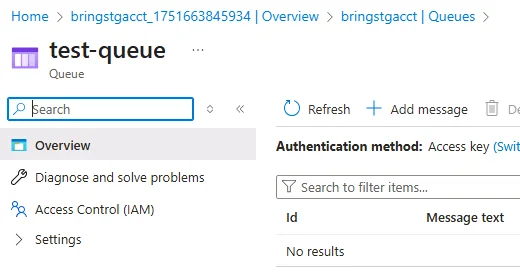 Home > bringstgacct_1751663845934 | Overview > bringstgacct | Queues >
test-queue ...
Queue
Search
Refresh + Add message
Overview
Authentication method: Access key
Diagnose and solve problems
Search to filter items...
Access Control (IAM)
Id Message text
Settings
No results